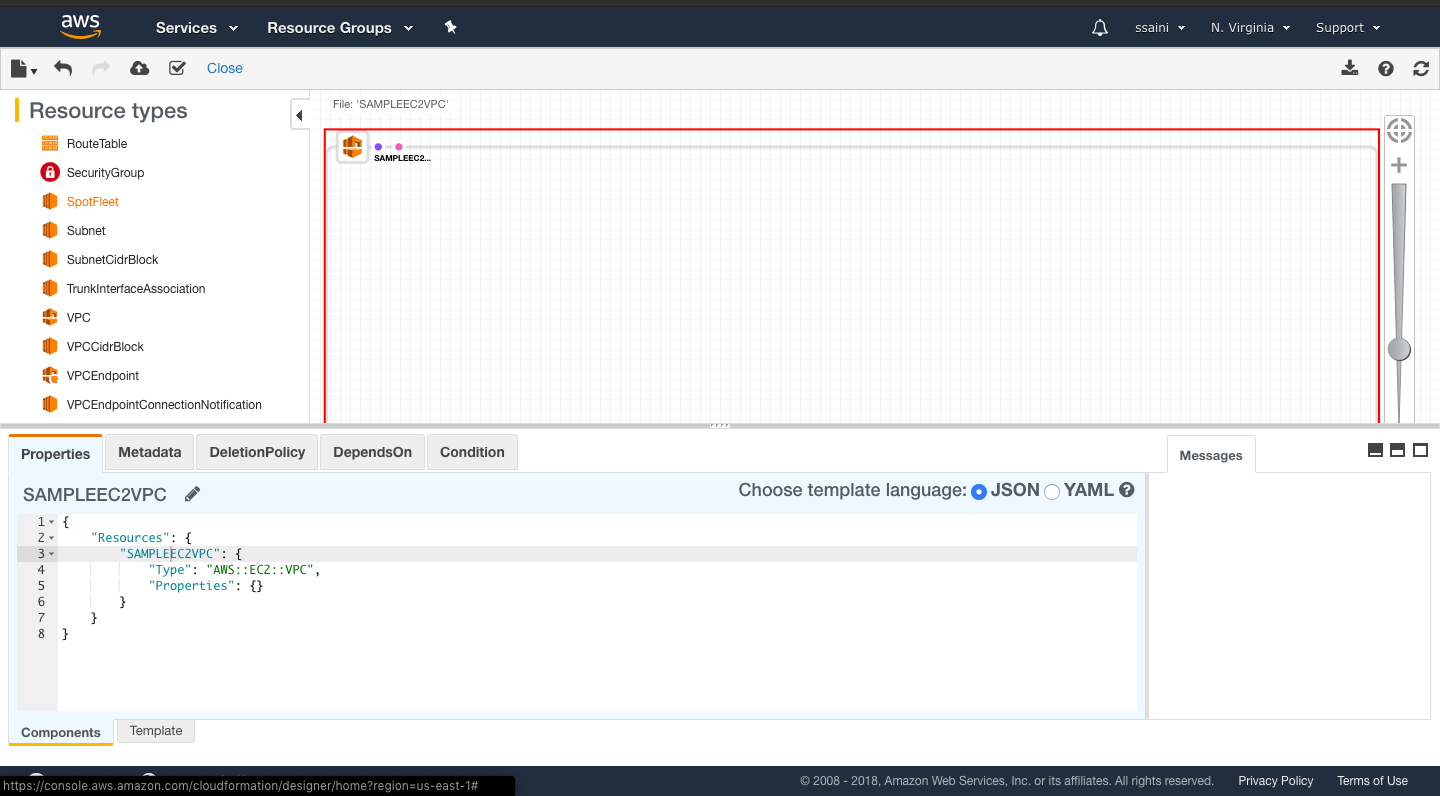 aws
Services
Resource Groups
ssaini
N. Virginia
Support
Close
Resource types
RouteTable
SecurityGroup
SpotFleet
Subnet
SubnetCidrBlock
TrunkInterfaceAssociation
VPC
VPCCidrBlock
VPCEndpoint
VPCEndpointConnectionNotification
File: 'SAMPLEEC2VPC'
SAMPLEEC2...
Properties
Metadata
DeletionPolicy
DependsOn
Condition
Messages
SAMPLEEC2VPC
Choose template language: JSON YAML
1 {
2 "Resources": {
3 "SAMPLEEC2VPC": {
4 "Type": "AWS::EC2::VPC",
5 "Properties": {}
6 }
7 }
8 }
Components
Template
https://console.aws.amazon.com/cloudformation/designer/home?region=us-east-1#
© 2008 - 2018, Amazon Web Services, Inc. or its affiliates. All rights reserved.
Privacy Policy
Terms of Use